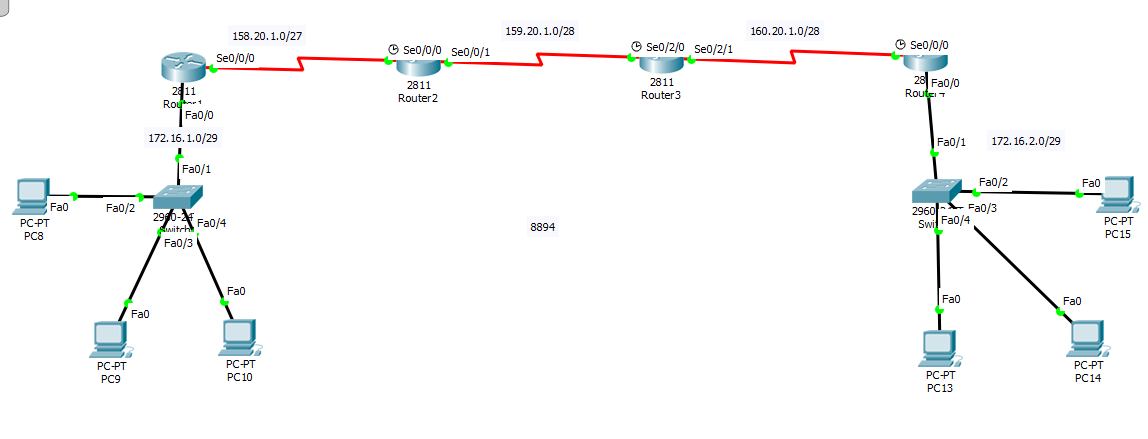 158.20.1.0/27
159.20.1.0/28
160.20.1.0/28
Se0/0/0
Se0/0/0
Se0/0/1
Se0/2/0
Se0/2/1
Se0/0/0
2811
2811
Router2
2811
Router3
Fa0/0
Fa0/0
172.16.1.0/29
Fa0/1
Fa0/1
172.16.2.0/29
Fa0
Fa0/2
Fa0/4
Fa0/3
PC-PT
PC8
Fa0/2
Fa0
Fa0/3
Fa0/4
PC-PT
PC15
8894
Fa0
Fa0
Fa0
Fa0
PC-PT
PC9
PC-PT
PC10
PC-PT
PC13
PC-PT
PC14